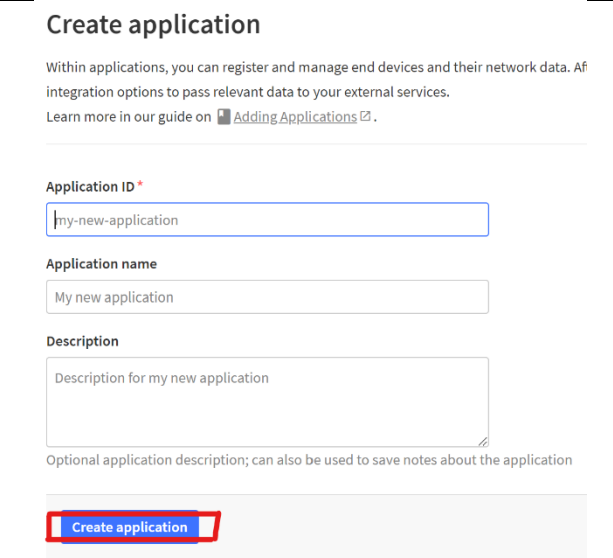 Create application
Within applications, you can register and manage end devices and their network data. Af
integration options to pass relevant data to your external services.
Learn more in our guide on Adding Applications.
Application ID*
my-new-application
Application name
My new application
Description
Description for my new application
Optional application description; can also be used to save notes about the application
Create application